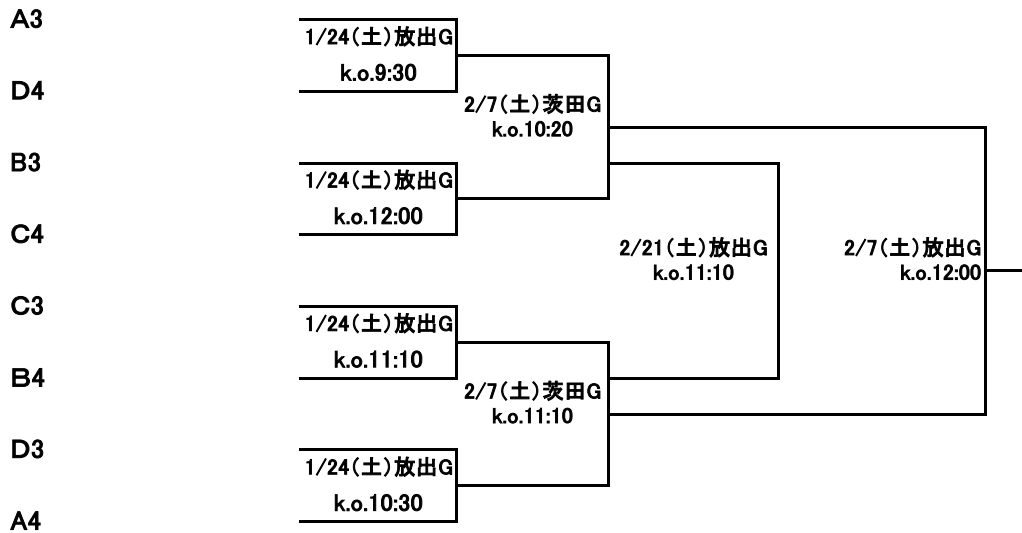 A3
1/24(土)放出G
k.o.9:30
D4
2/7(土)茨田G
k.o.10:20
B3
1/24(土)放出G
k.o.12:00
C4
2/21(土)放出G
k.o.11:10
2/7(土)放出G
k.o.12:00
C3
1/24(土)放出G
k.o.11:10
B4
2/7(土)茨田G
k.o.11:10
D3
1/24(土)放出G
k.o.10:30
A4